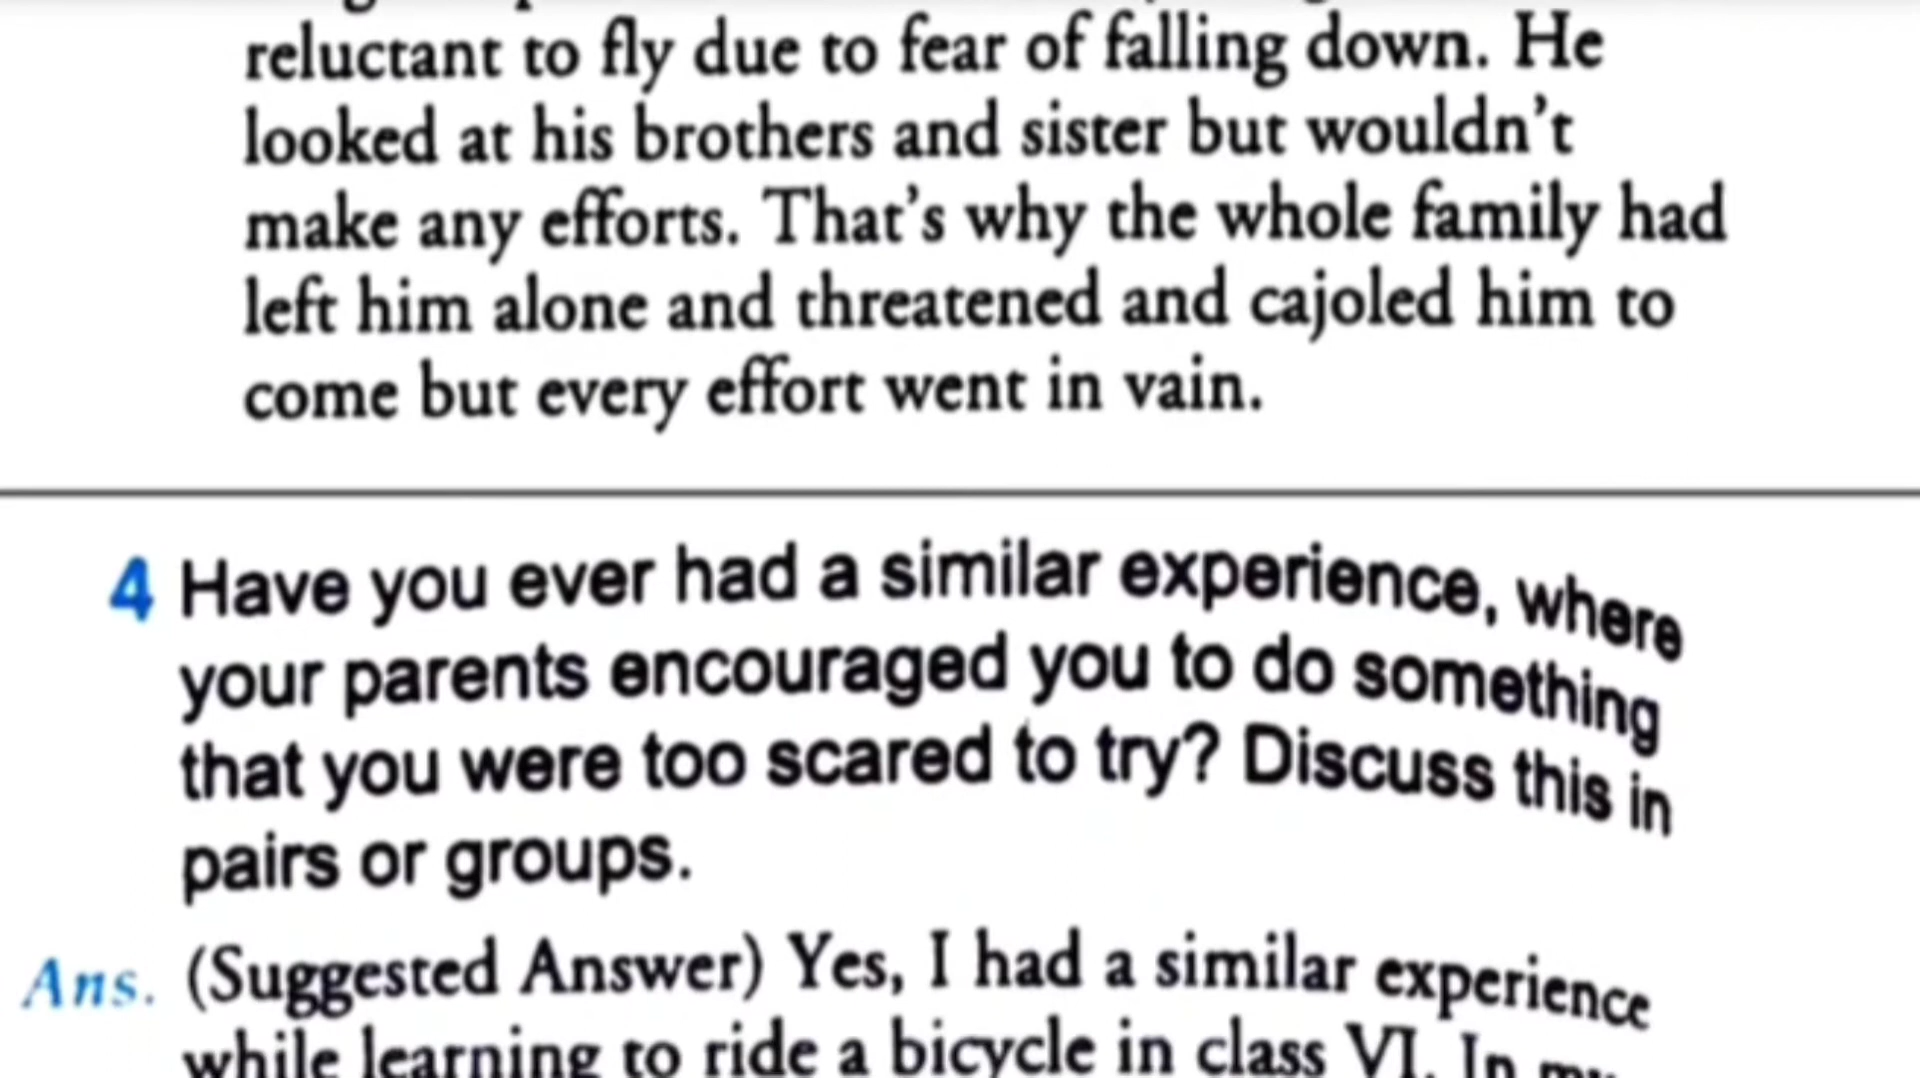 reluctant to fly due to fear of falling down. He
looked at his brothers and sister but wouldn't
make any efforts. That's why the whole family had
left him alone and threatened and cajoled him to
come but every effort went in vain.
4 Have you ever had a similar experience, where
your parents encouraged you to do something
that you were too scared to try? Discuss this in
pairs or groups.
Ans. (Suggested Answer) Yes, I had a similar experience
while learning to ride a bicycle in class VI. In my